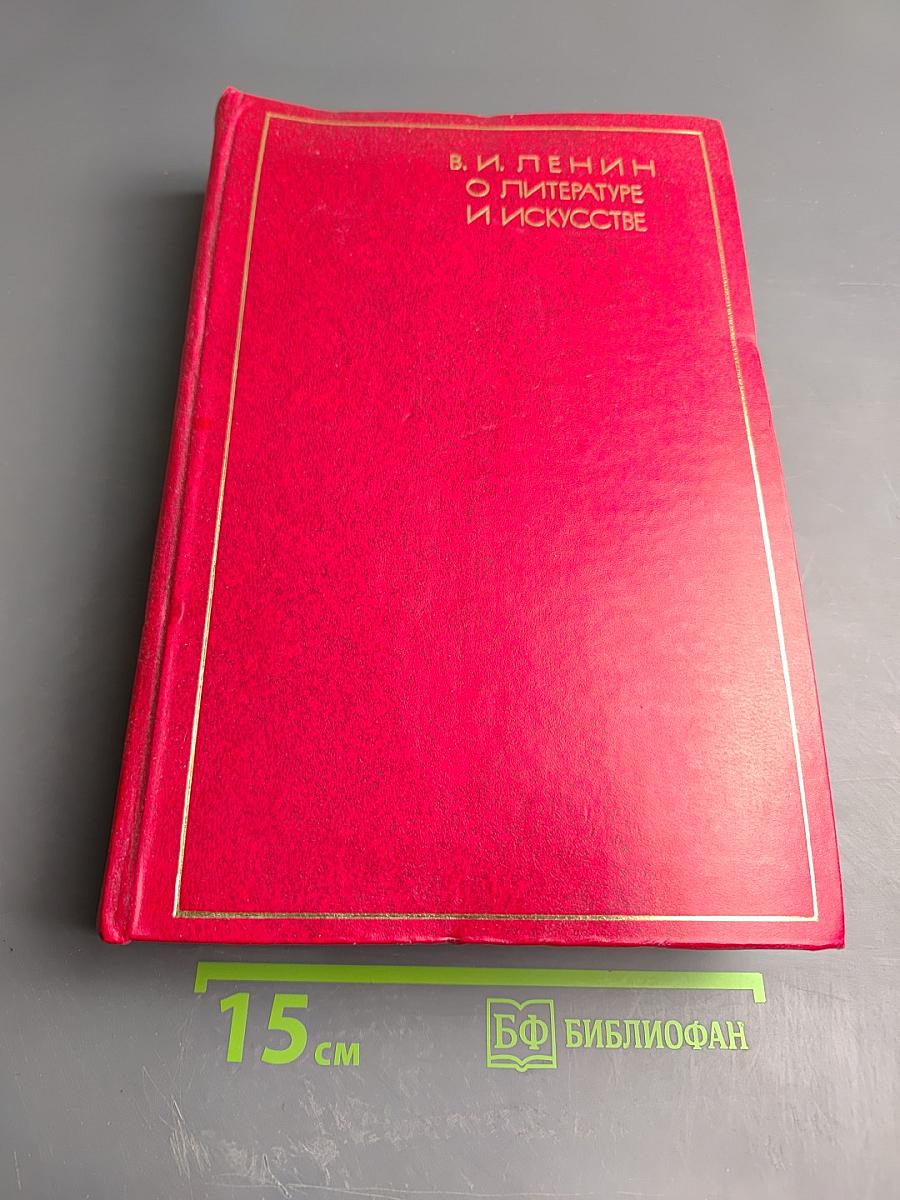 В. И. ЛЕНИН
О ЛИТЕРАТУРЕ
И ИСКУССТВЕ
15 см
БФ БИБЛИОФАН